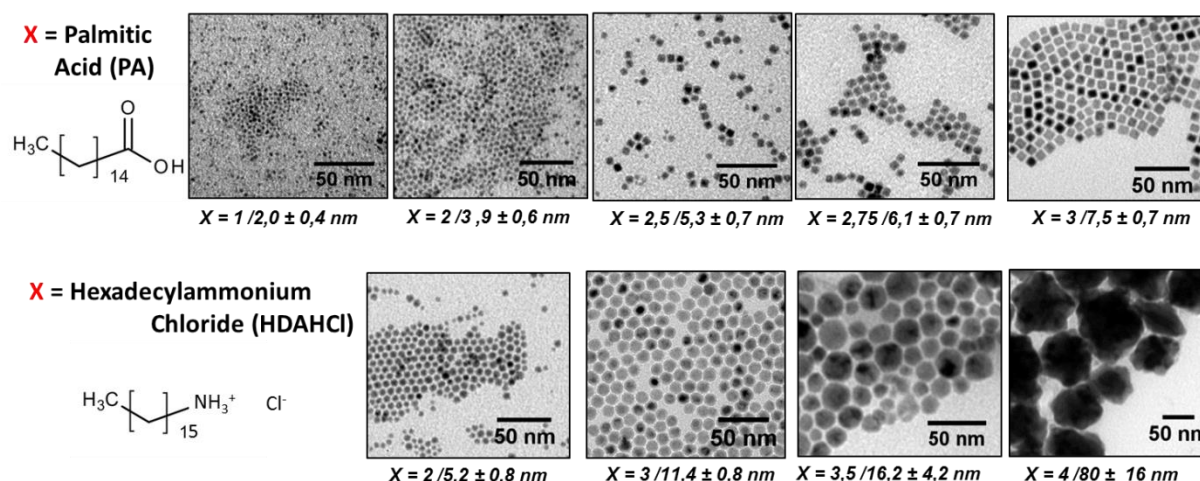 X = Palmitic
Acid (PA)
O
H₃C
14
OH
50 nm
50 nm
50 nm
50 nm
50 nm
X = 1 /2,0 ± 0,4 nm
X = 2 /3 ,9 ± 0,6 nm
X = 2,5 /5,3 ± 0,7 nm
X = 2,75 /6,1 ± 0,7 nm
X = 3 /7,5 ± 0,7 nm
X = Hexadecylammonium
Chloride (HDAHCl)
H₃C
15
NH₃⁺
Cl⁻
50 nm
50 nm
50 nm
50 nm
X = 2 /5,2 ± 0,8 nm
X = 3 /11,4 ± 0,8 nm
X = 3,5 /16,2 ± 4,2 nm
X = 4 /80 ± 16 nm